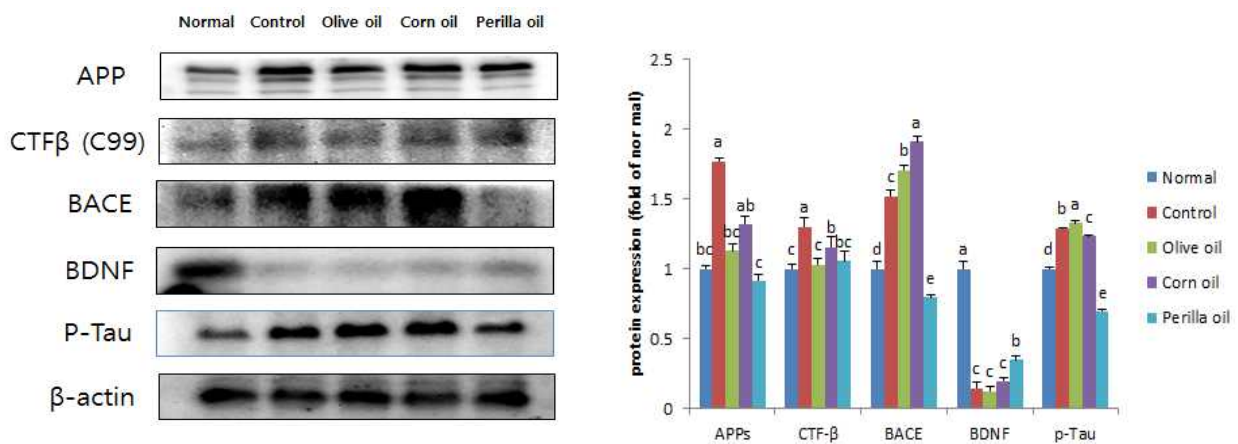 Normal Control Olive oil Corn oil Perilla oil
APP
CTFβ (C99)
BACE
BDNF
P-Tau
β-actin
protein expression (fold of nor mal)
2.5
2
1.5
1
0.5
0
bc a bc ab c
c a c b bc
d c b a e
a c c c b
d b a c e
APPs CTF-β BACE BDNF p-Tau
Normal
Control
Olive oil
Corn oil
Perilla oil